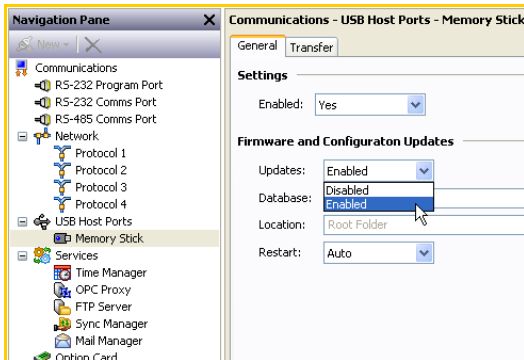 Navigation Pane
New
Communications
RS-232 Program Port
RS-232 Comms Port
RS-485 Comms Port
Network
Protocol 1
Protocol 2
Protocol 3
Protocol 4
USB Host Ports
Memory Stick
Services
Time Manager
OPC Proxy
FTP Server
Sync Manager
Mail Manager
Option Card
Communications - USB Host Ports - Memory Stick
General Transfer
Settings
Enabled: Yes
Firmware and Configuraton Updates
Updates: Enabled
Disabled
Enabled
Database:
Location: Root Folder
Restart: Auto